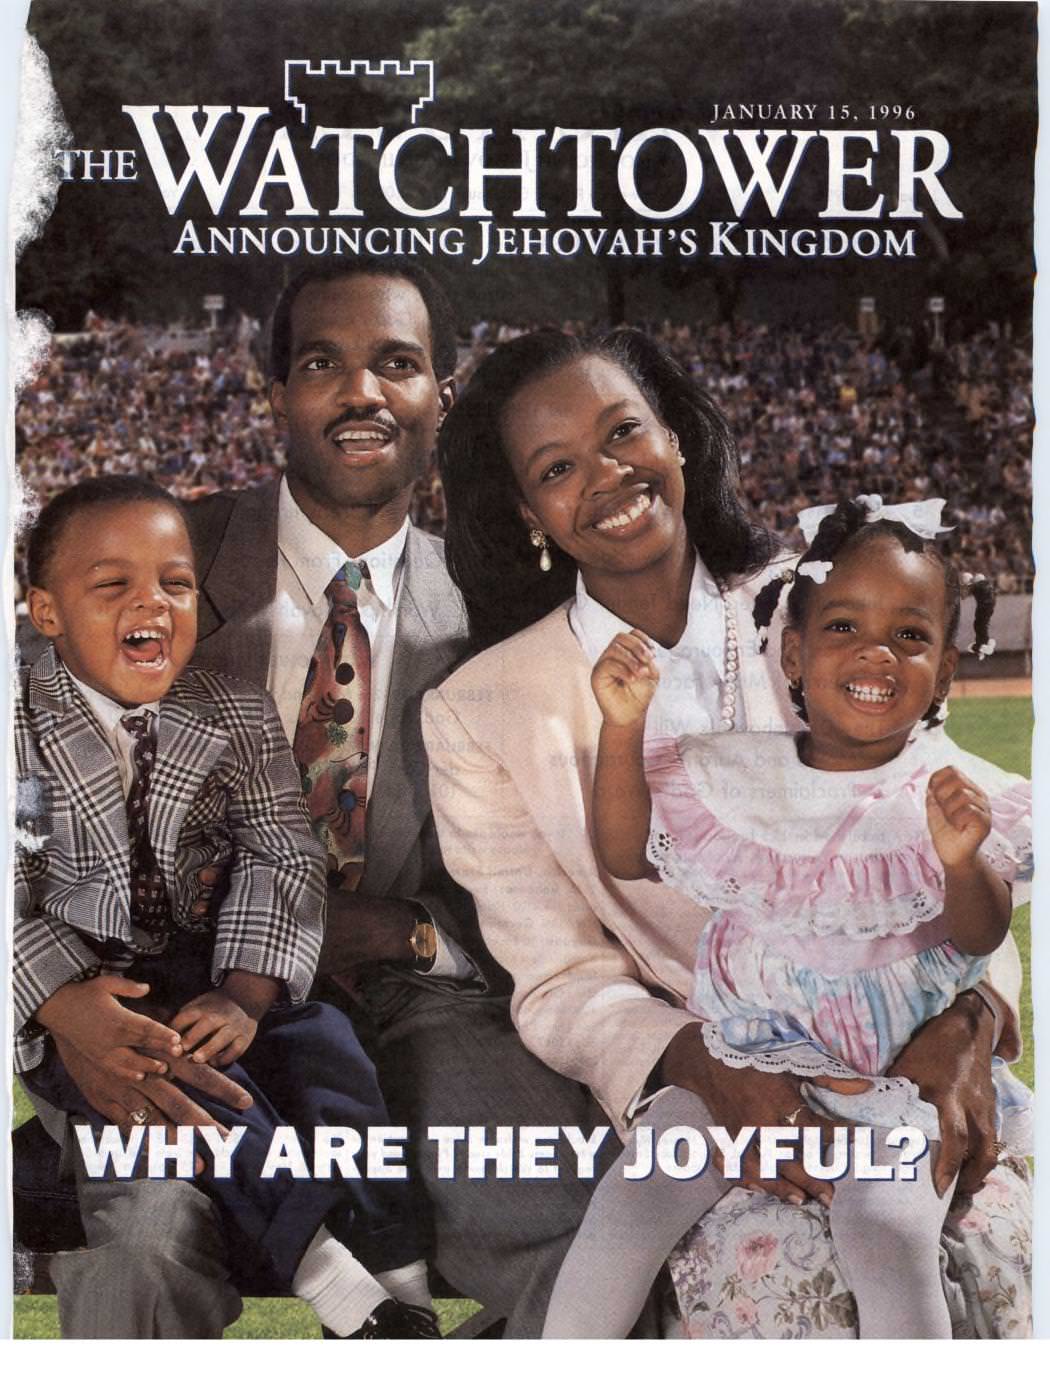 JANUARY 15, 1996
THE WATCHTOWER
ANNOUNCING JEHOVAH'S KINGDOM
WHY ARE THEY JOYFUL?